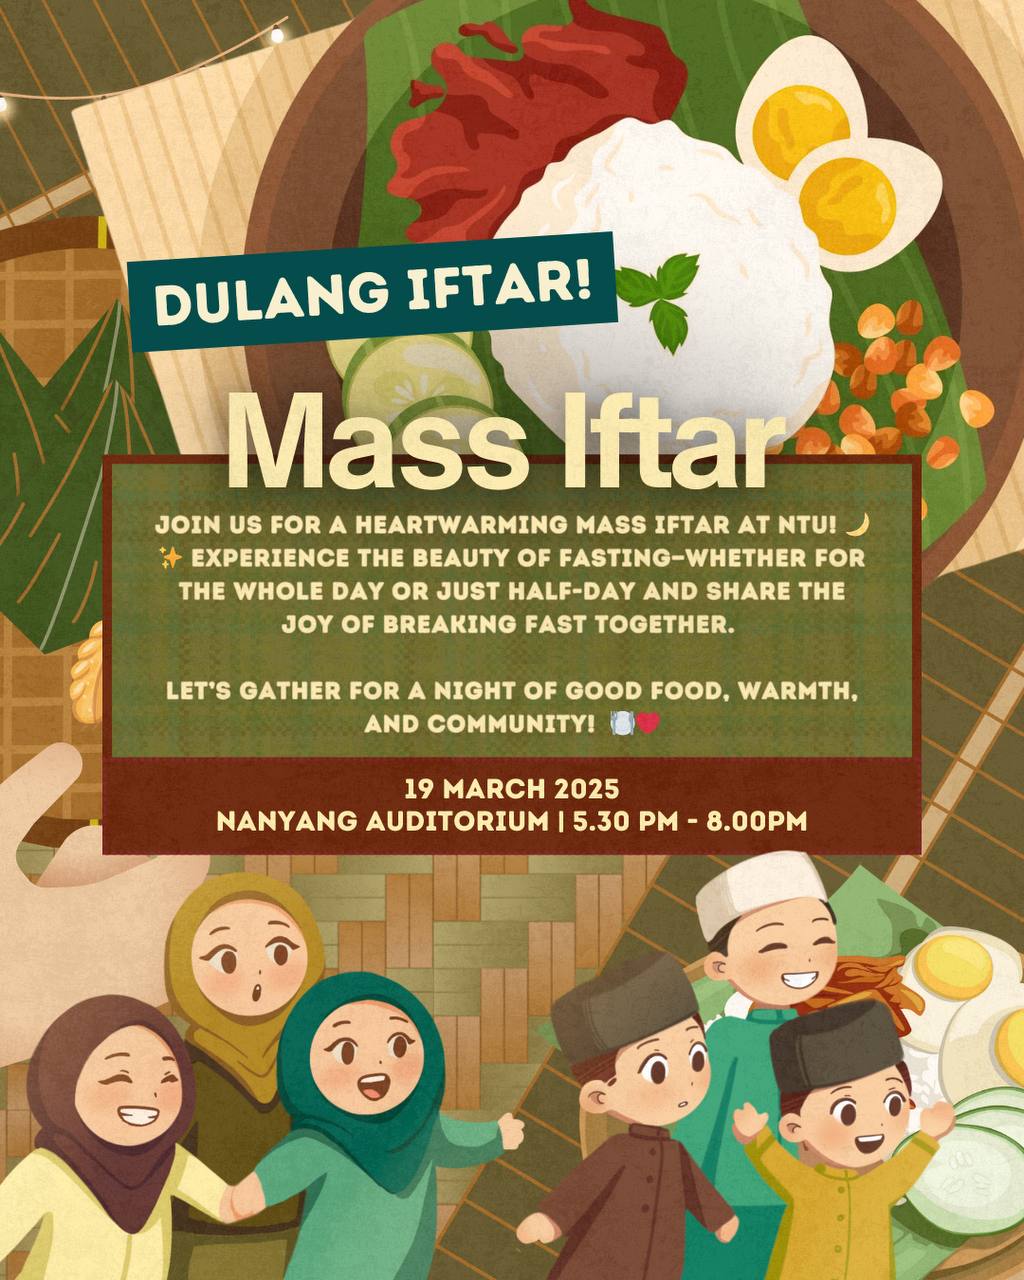 DULANG IFTAR!
Mass Iftar
JOIN US FOR A HEARTWARMING MASS IFTAR AT NTU! 🌙
✨ EXPERIENCE THE BEAUTY OF FASTING–WHETHER FOR
THE WHOLE DAY OR JUST HALF-DAY AND SHARE THE
JOY OF BREAKING FAST TOGETHER.
LET'S GATHER FOR A NIGHT OF GOOD FOOD, WARMTH,
AND COMMUNITY! 🍽️❤️
19 MARCH 2025
NANYANG AUDITORIUM | 5.30 PM - 8.00PM